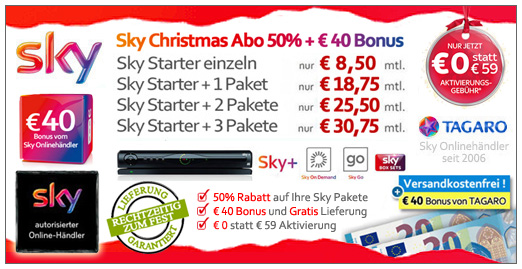 sky
Sky Christmas Abo 50% + € 40 Bonus
Sky Starter einzeln nur € 8,50 mtl.
Sky Starter + 1 Paket nur € 18,75 mtl.
Sky Starter + 2 Pakete nur € 25,50 mtl.
Sky Starter + 3 Pakete nur € 30,75 mtl.
NUR JETZT
€ 0 statt € 59
AKTIVIERUNGS-
GEBÜHR*
€ 40
Bonus vom
Sky Onlinehändler
TAGARO
Sky Onlinehändler
seit 2006
sky
autorisierter
Online-Händler
Sky+
Sky On Demand
go
Sky Go
sky
BOX SETS
LIEFERUNG
RECHTZEITIG
ZUM FEST
GARANTIERT
50% Rabatt auf Ihre Sky Pakete
€ 40 Bonus und Gratis Lieferung
€ 0 statt € 59 Aktivierung
Versandkostenfrei !
+ € 40 Bonus von TAGARO
20
20